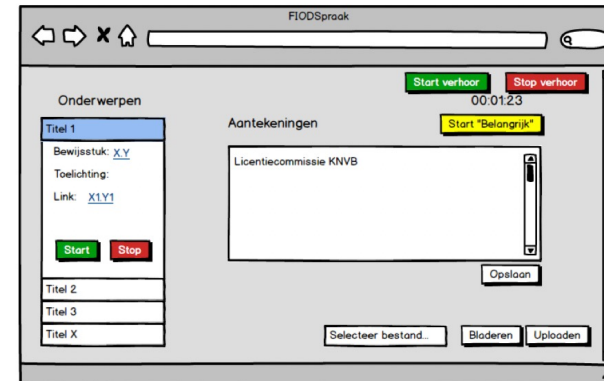 FIODSpraak
Start verhoor
Stop verhoor
00:01:23
Onderwerpen
Titel 1
Bewijsstuk: X.Y
Toelichting:
Link: X1.Y1
Start
Stop
Titel 2
Titel 3
Titel X
Aantekeningen
Start "Belangrijk"
Licentiecommissie KNVB
Opslaan
Selecteer bestand...
Bladeren
Uploaden